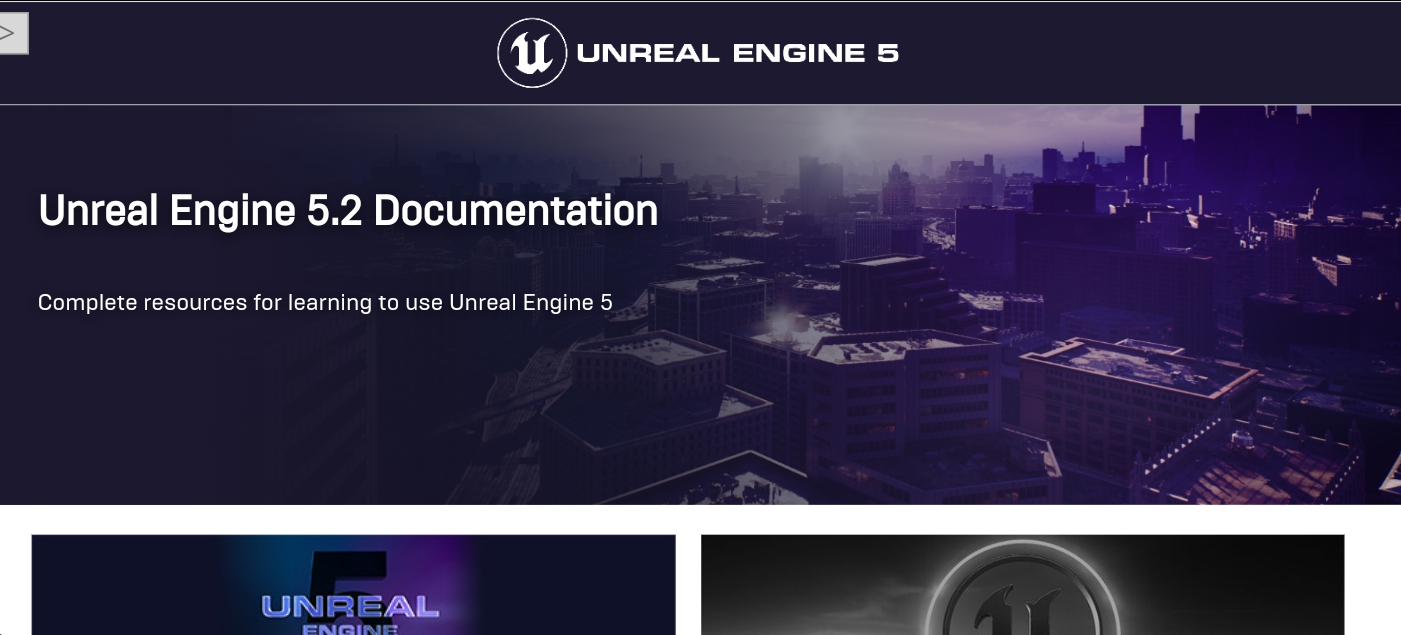 UNREAL ENGINE 5
Unreal Engine 5.2 Documentation
Complete resources for learning to use Unreal Engine 5
5
UNREAL
ENGINE